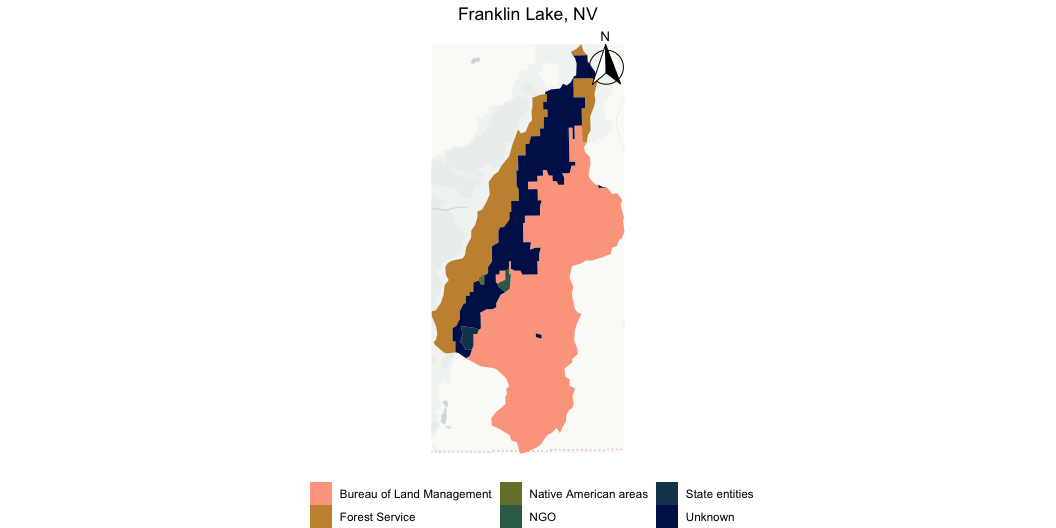 Franklin Lake, NV
N
Bureau of Land Management
Native American areas
State entities
Forest Service
NGO
Unknown